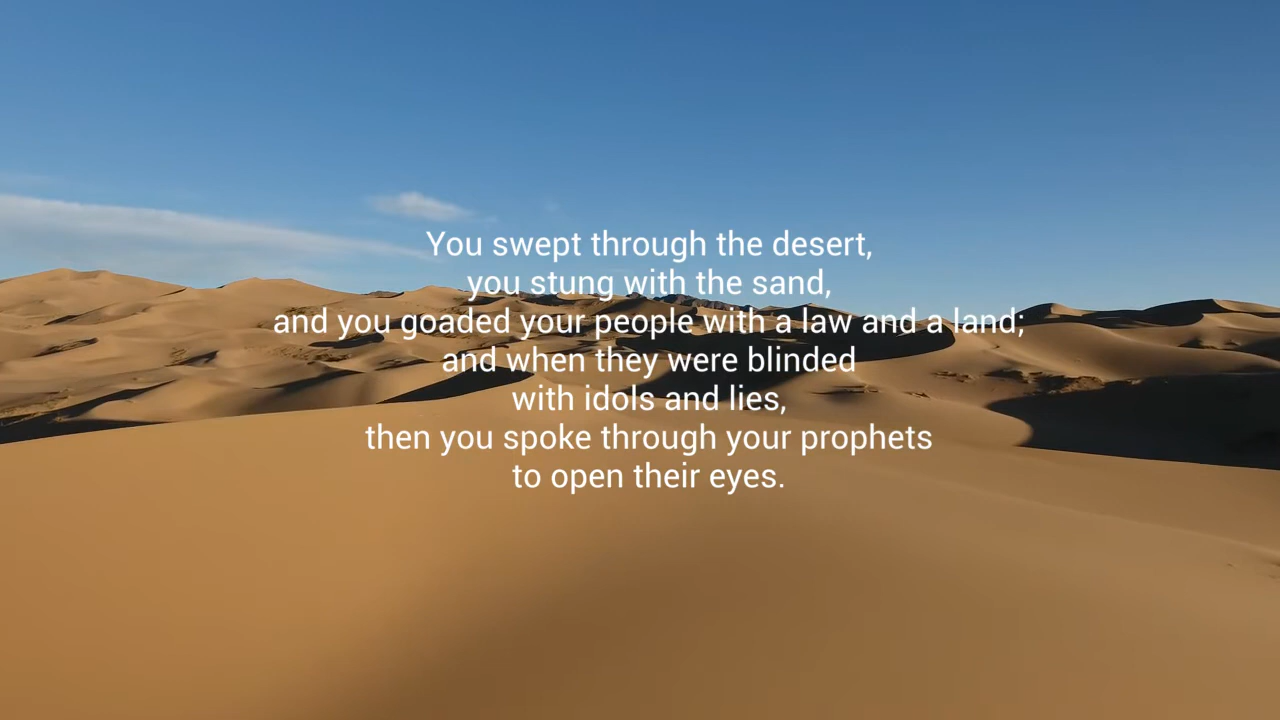 You swept through the desert,
you stung with the sand,
and you goaded your people with a law and a land;
and when they were blinded
with idols and lies,
then you spoke through your prophets
to open their eyes.